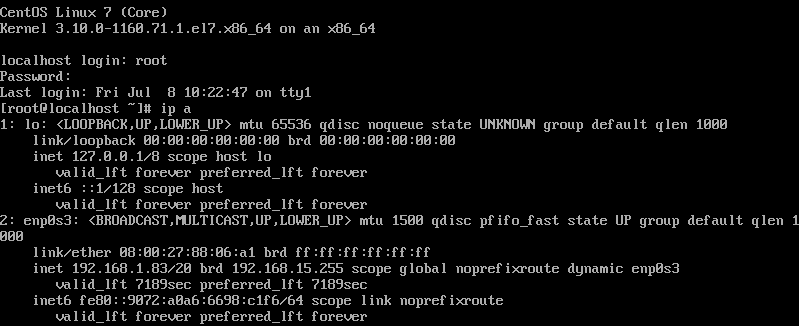 CentOS Linux 7 (Core)
Kernel 3.10.0-1160.71.1.el7.x86_64 on an x86_64
localhost login: root
Password:
Last login: Fri Jul  8 10:22:47 on tty1
[root@localhost ~]# ip a
1: lo: <LOOPBACK,UP,LOWER_UP> mtu 65536 qdisc noqueue state UNKNOWN group default qlen 1000
    link/loopback 00:00:00:00:00:00 brd 00:00:00:00:00:00
    inet 127.0.0.1/8 scope host lo
       valid_lft forever preferred_lft forever
    inet6 ::1/128 scope host
       valid_lft forever preferred_lft forever
2: enp0s3: <BROADCAST,MULTICAST,UP,LOWER_UP> mtu 1500 qdisc pfifo_fast state UP group default qlen 1
000
    link/ether 08:00:27:88:06:a1 brd ff:ff:ff:ff:ff:ff
    inet 192.168.1.83/20 brd 192.168.15.255 scope global noprefixroute dynamic enp0s3
       valid_lft 7189sec preferred_lft 7189sec
    inet6 fe80::9072:a0a6:6698:c1f6/64 scope link noprefixroute
       valid_lft forever preferred_lft forever